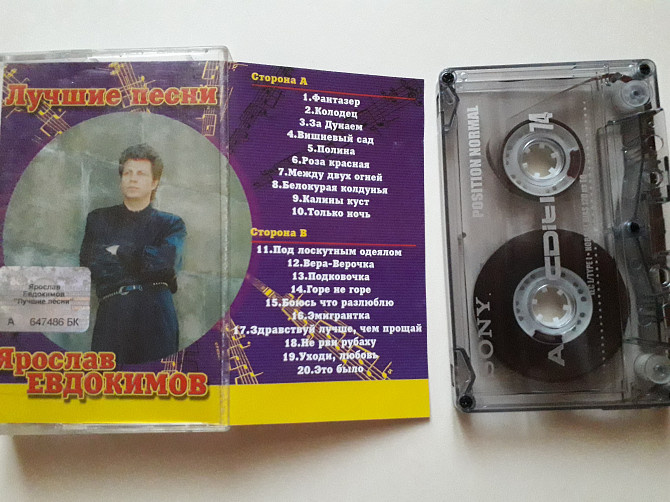 Лучшие песни
Ярослав
Евдокимов
"Лучшие песни"
А 647486 БК
Ярослав
ЕВДОКИМОВ
Сторона А
1.Фантазер
2.Колодец
3.За Дунаем
4.Вишневый сад
5.Полина
6.Роза красная
7.Между двух огней
8.Белокурая колдунья
9.Калины куст
10.Только ночь
Сторона В
11.Под лоскутным одеялом
12.Вера-Верочка
13.Подковочка
14.Горе не горе
15.Боюсь что разлюблю
16.Эмигрантка
17.Здравствуй лучше, чем прощай
18.Не рви рубаху
19.Уходи, любовь
20.Это было
POSITION NORMAL
74
SONY
A